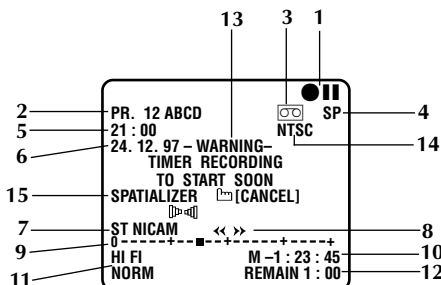 13 3 1
2 PR. 12 ABCD SP 4
5 21 : 00 NTSC
6 24. 12. 97 – WARNING– 14
TIMER RECORDING
TO START SOON
15 SPATIALIZER [CANCEL]
7 ST NICAM 8
9 0 - - - + - - ■ - - + - - - - + - - - +
HI FI M –1 : 23 : 45 10
11 NORM REMAIN 1 : 00 12